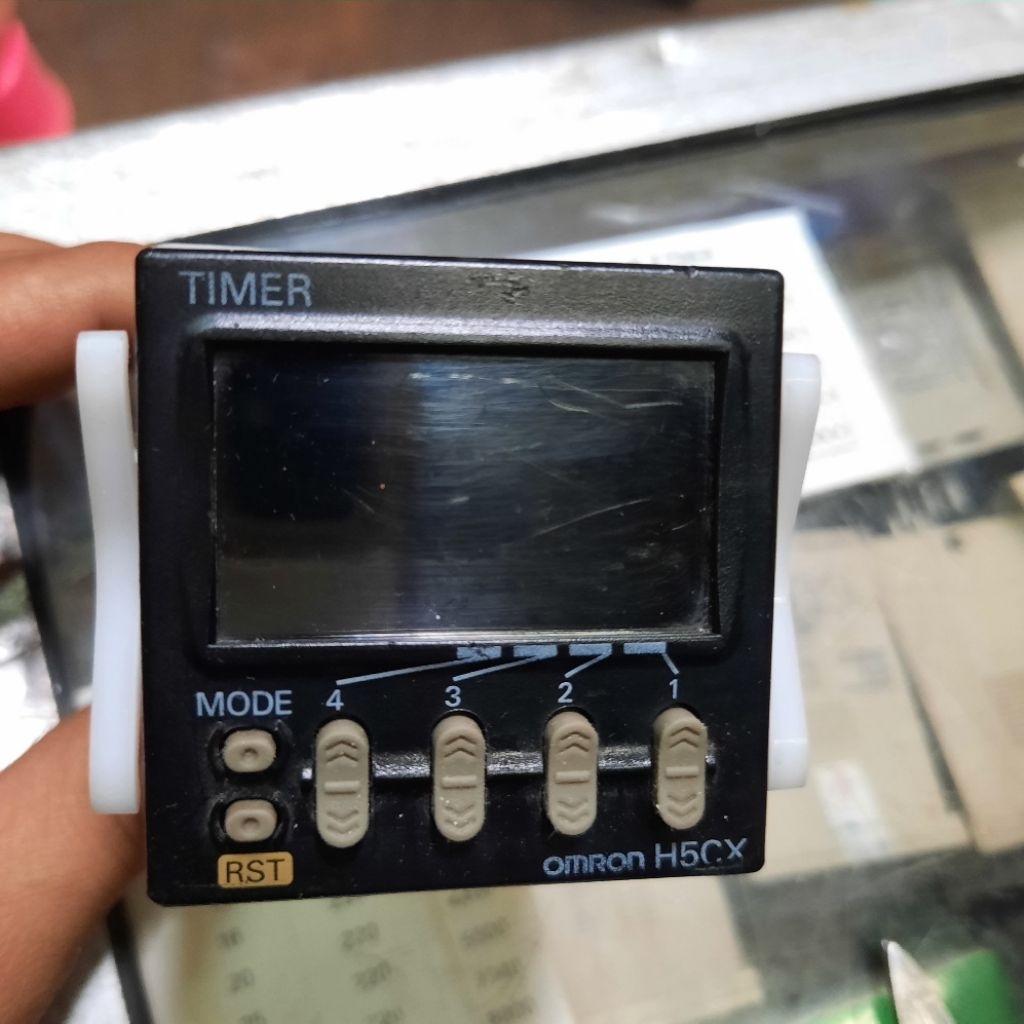 TIMER
MODE
4 3 2 1
RST
omron H5CX